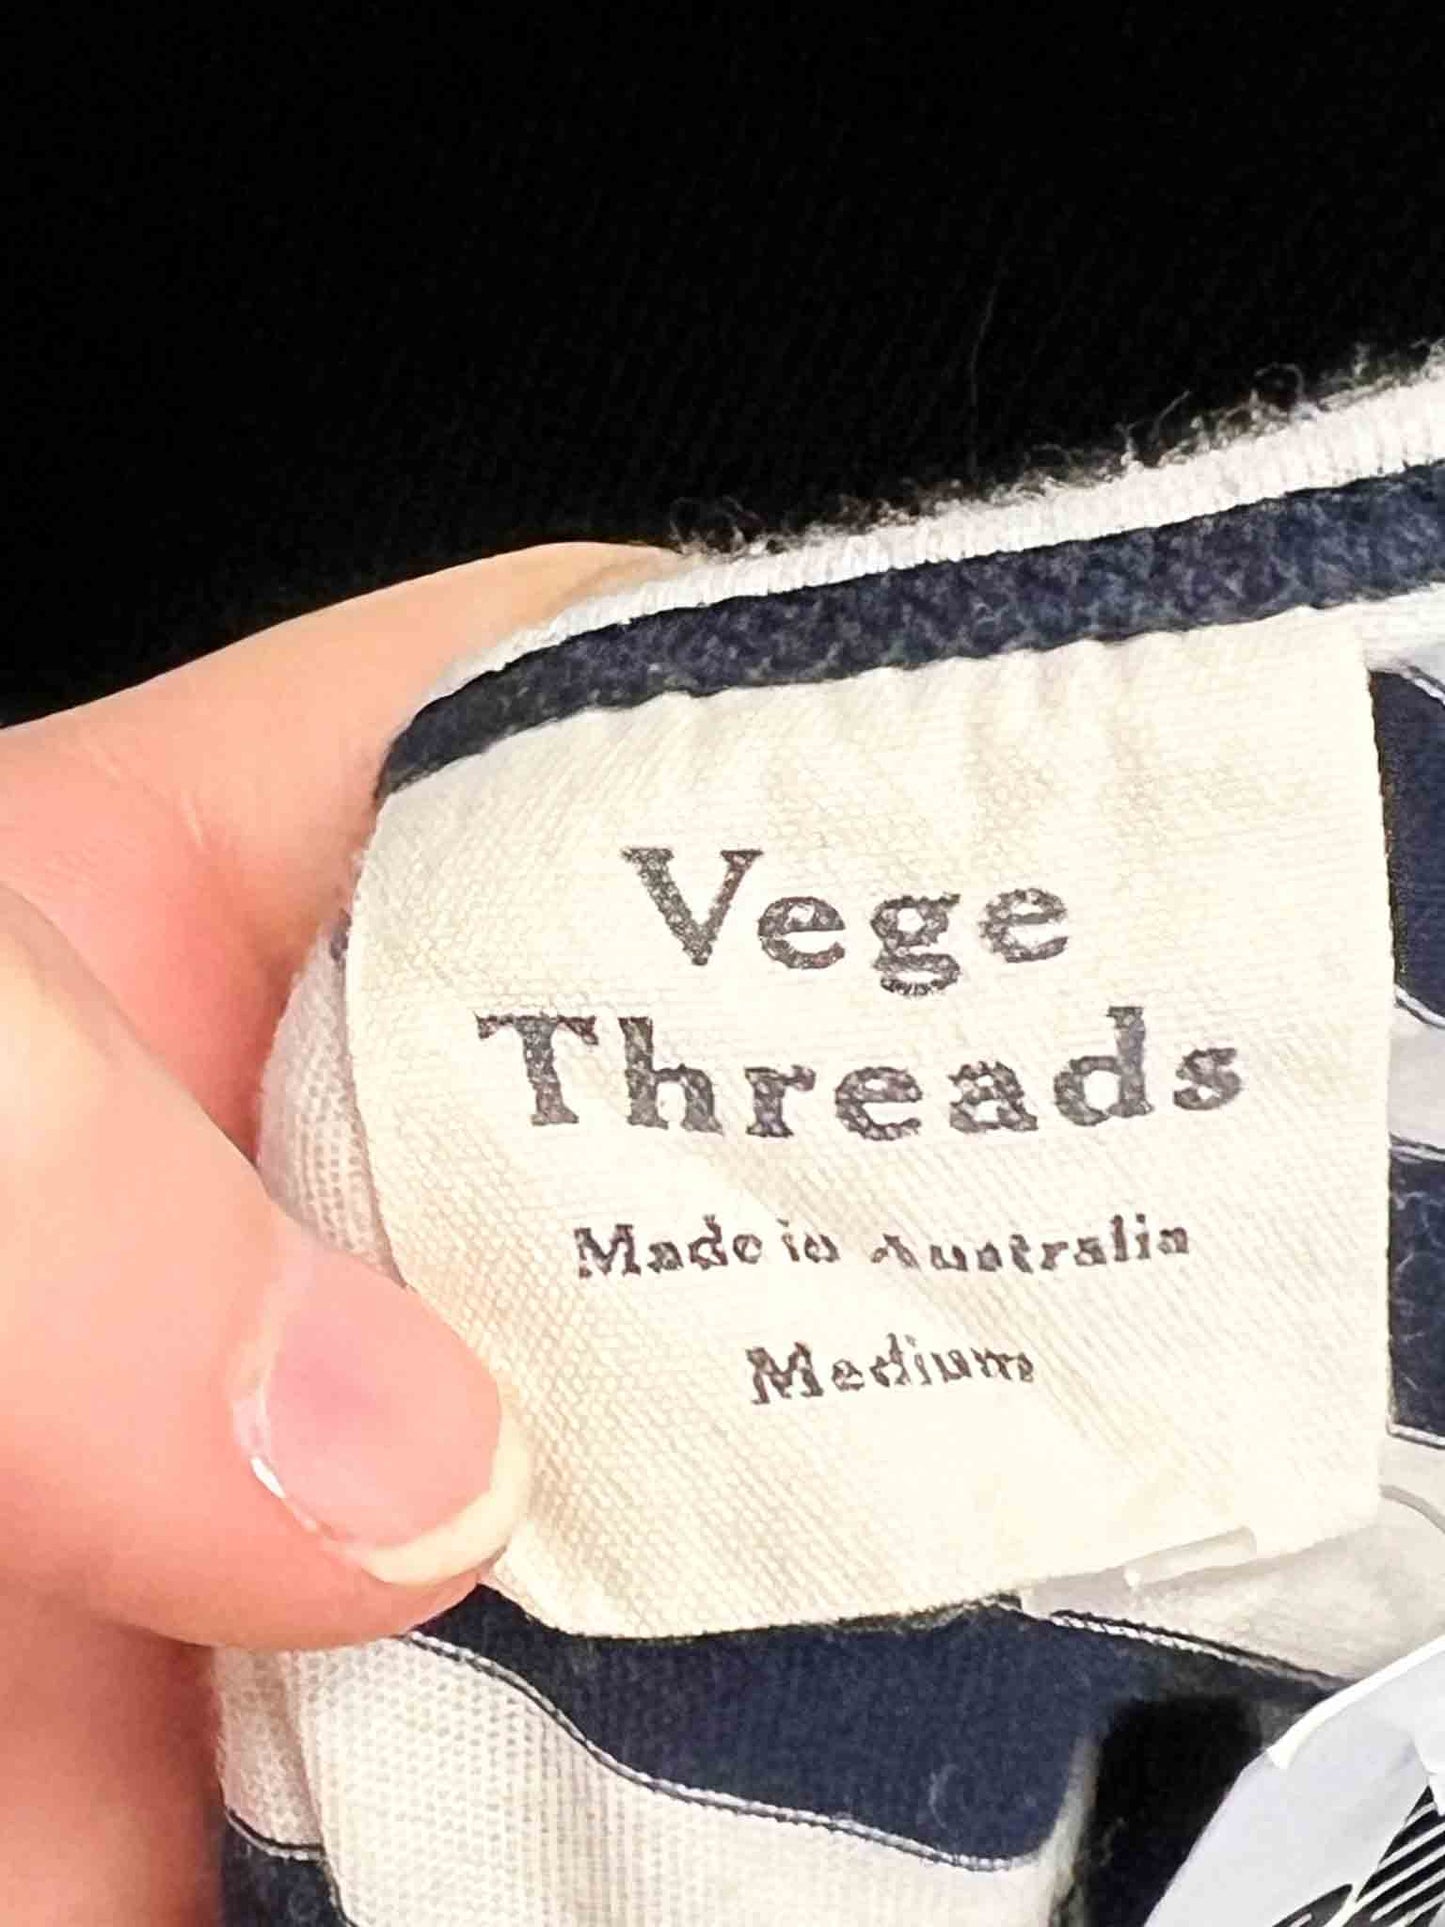 Vege
Threads
Made in Australia
Medium